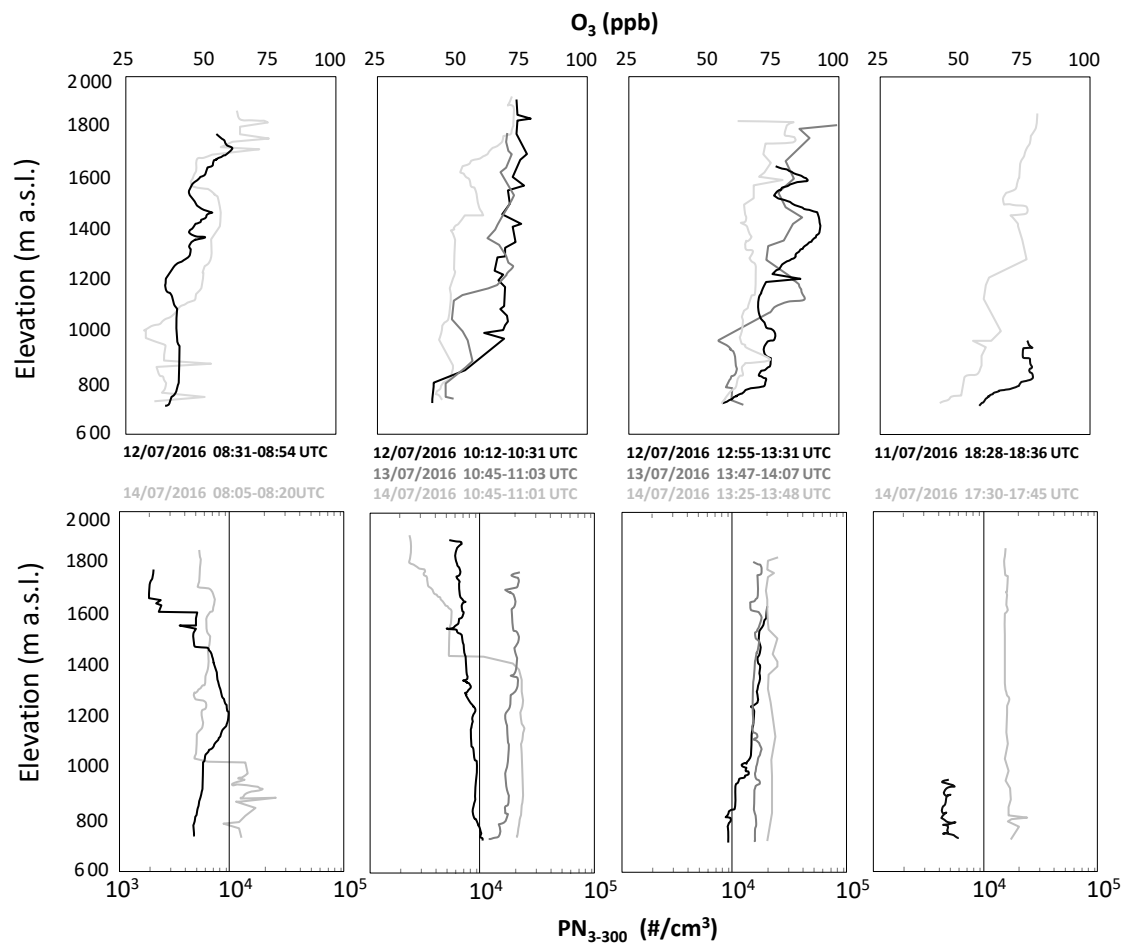 O3 (ppb)
25 50 75 100 25 50 75 100 25 50 75 100 25 50 75 100
Elevation (m a.s.l.)
2000
1800
1600
1400
1200
1000
800
600
12/07/2016 08:31-08:54 UTC
14/07/2016 08:05-08:20 UTC
12/07/2016 10:12-10:31 UTC
13/07/2016 10:45-11:03 UTC
14/07/2016 10:45-11:01 UTC
12/07/2016 12:55-13:31 UTC
13/07/2016 13:47-14:07 UTC
14/07/2016 13:25-13:48 UTC
11/07/2016 18:28-18:36 UTC
14/07/2016 17:30-17:45 UTC
Elevation (m a.s.l.)
2000
1800
1600
1400
1200
1000
800
600
10³ 10⁴ 10⁵ 10⁴ 10⁵ 10⁴ 10⁵ 10⁴ 10⁵
PN3-300 (#/cm³)